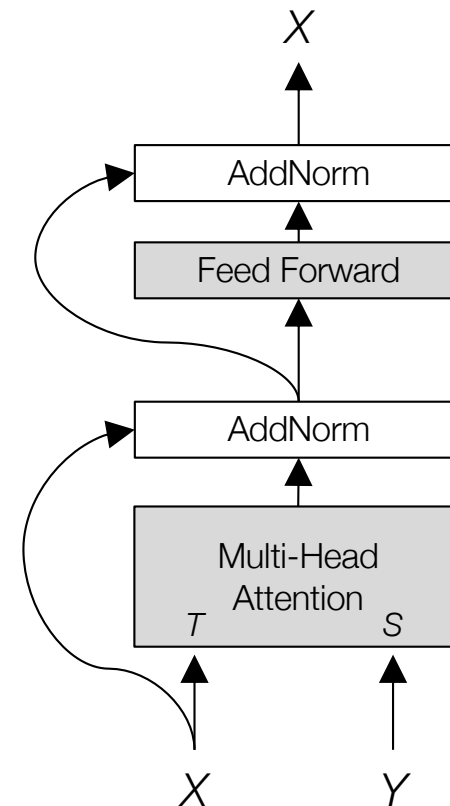 X
AddNorm
Feed Forward
AddNorm
Multi-Head
Attention
T S
X Y